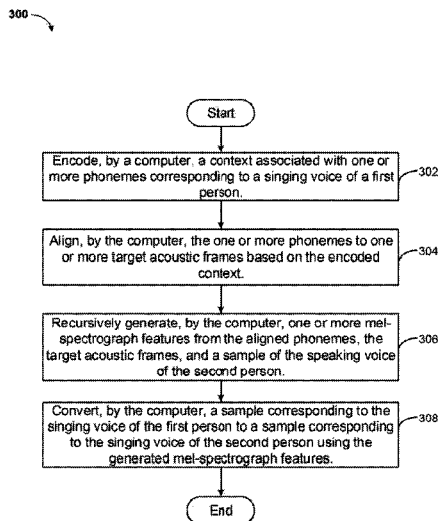 300
Start
Encode, by a computer, a context associated with one or
more phonemes corresponding to a singing voice of a first
person.
302
Align, by the computer, the one or more phonemes to one
or more target acoustic frames based on the encoded
context.
304
Recursively generate, by the computer, one or more mel-
spectrograph features from the aligned phonemes, the
target acoustic frames, and a sample of the speaking voice
of the second person.
306
Convert, by the computer, a sample corresponding to the
singing voice of the first person to a sample corresponding
to the singing voice of the second person using the
generated mel-spectrograph features.
308
End